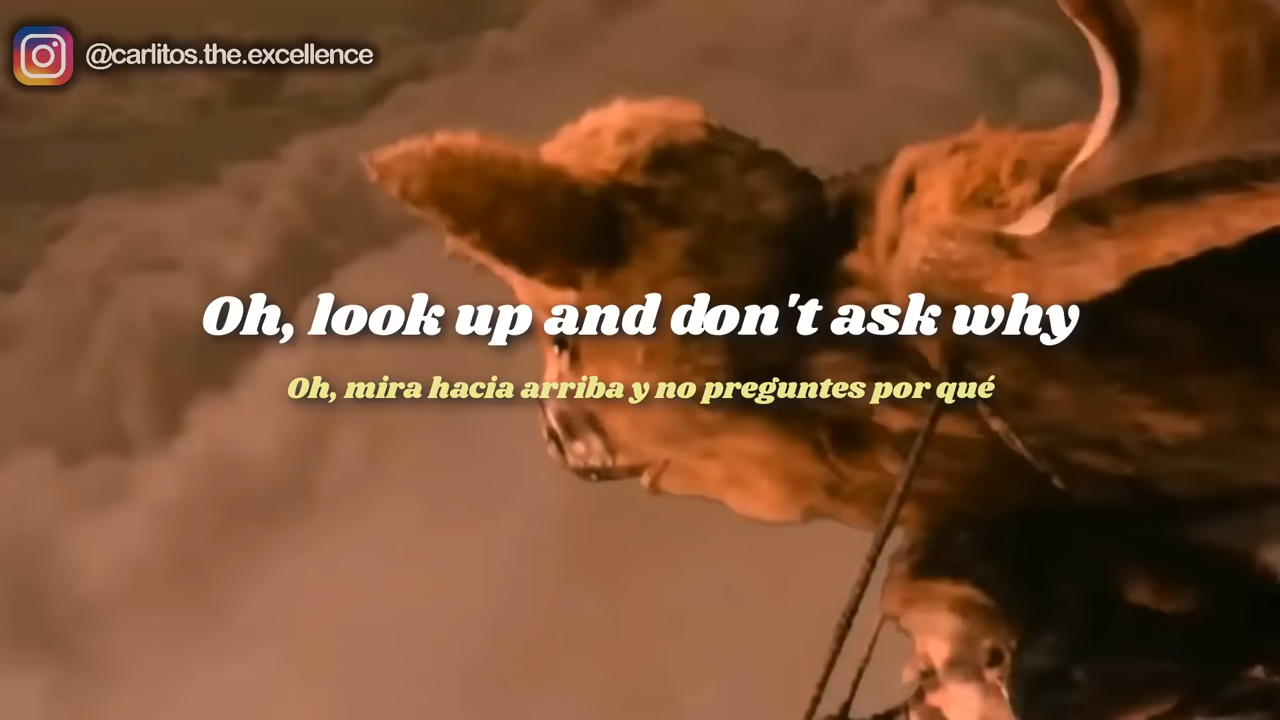 @carlitos.the.excellence
Oh, look up and don't ask why
Oh, mira hacia arriba y no preguntes por qué